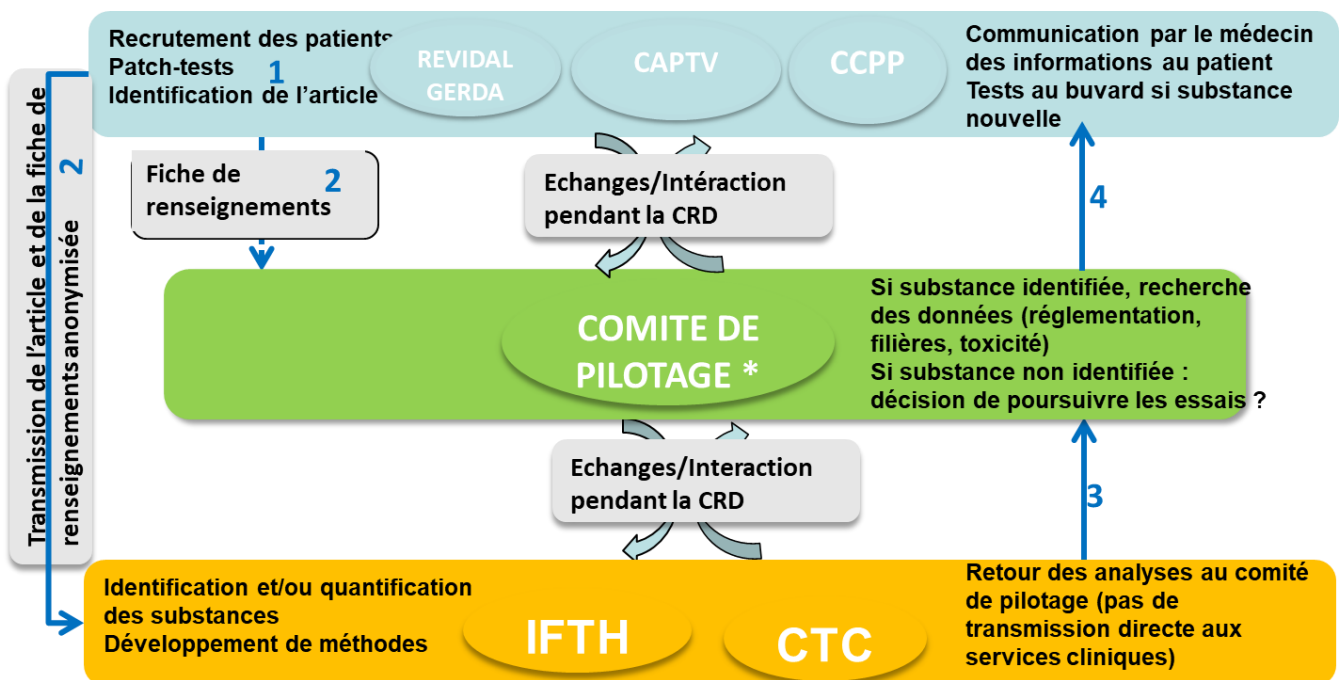 Recrutement des patients
Patch-tests
1
Identification de l’article
REVIDAL
GERDA
CAPTV
CCPP
Communication par le médecin
des informations au patient
Tests au buvard si substance
nouvelle
Transmission de l’article et de la fiche de
renseignements anonymisée
2
Fiche de
renseignements
2
Echanges/Intéraction
pendant la CRD
4
COMITE DE
PILOTAGE *
Si substance identifiée, recherche
des données (réglementation,
filières, toxicité)
Si substance non identifiée :
décision de poursuivre les essais ?
Echanges/Interaction
pendant la CRD
3
Identification et/ou quantification
des substances
Développement de méthodes
IFTH
CTC
Retour des analyses au comité
de pilotage (pas de
transmission directe aux
services cliniques)